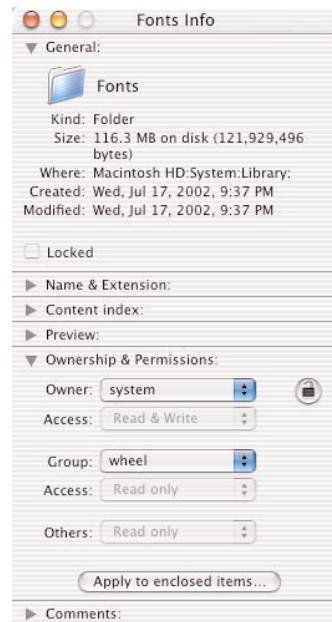 Fonts Info
General:
Fonts
Kind: Folder
Size: 116.3 MB on disk (121,929,496
bytes)
Where: Macintosh HD:System:Library:
Created: Wed, Jul 17, 2002, 9:37 PM
Modified: Wed, Jul 17, 2002, 9:37 PM
Locked
Name & Extension:
Content index:
Preview:
Ownership & Permissions:
Owner: system
Access: Read & Write
Group: wheel
Access: Read only
Others: Read only
Apply to enclosed items...
Comments: